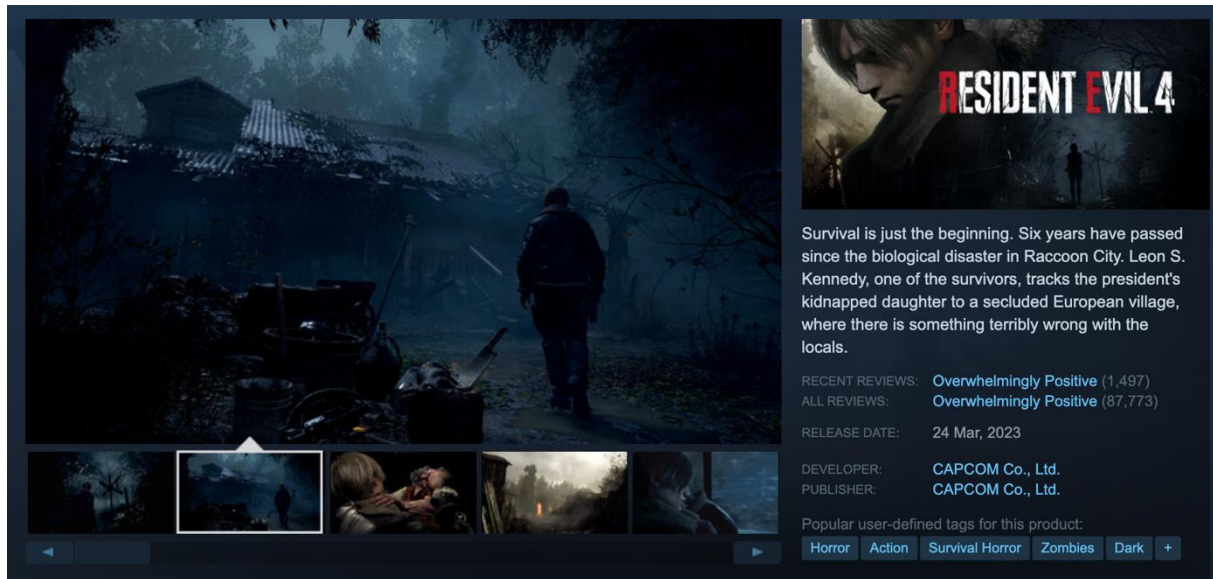 RESIDENT EVIL 4
Survival is just the beginning. Six years have passed
since the biological disaster in Raccoon City. Leon S.
Kennedy, one of the survivors, tracks the president's
kidnapped daughter to a secluded European village,
where there is something terribly wrong with the
locals.
RECENT REVIEWS: Overwhelmingly Positive (1,497)
ALL REVIEWS: Overwhelmingly Positive (87,773)
RELEASE DATE: 24 Mar, 2023
DEVELOPER: CAPCOM Co., Ltd.
PUBLISHER: CAPCOM Co., Ltd.
Popular user-defined tags for this product:
Horror Action Survival Horror Zombies Dark +